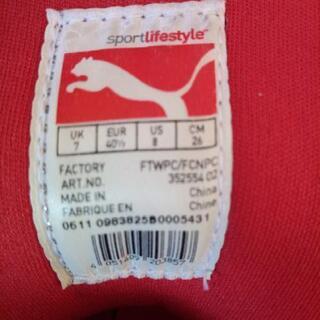 sportlifestyle™
UK EUR US CM
7 40½ 8 26
FACTORY FTWPC/FCNPC
ART.NO. 352554 02
MADE IN China
FABRIQUE EN Chine
0611 0983825B0005431